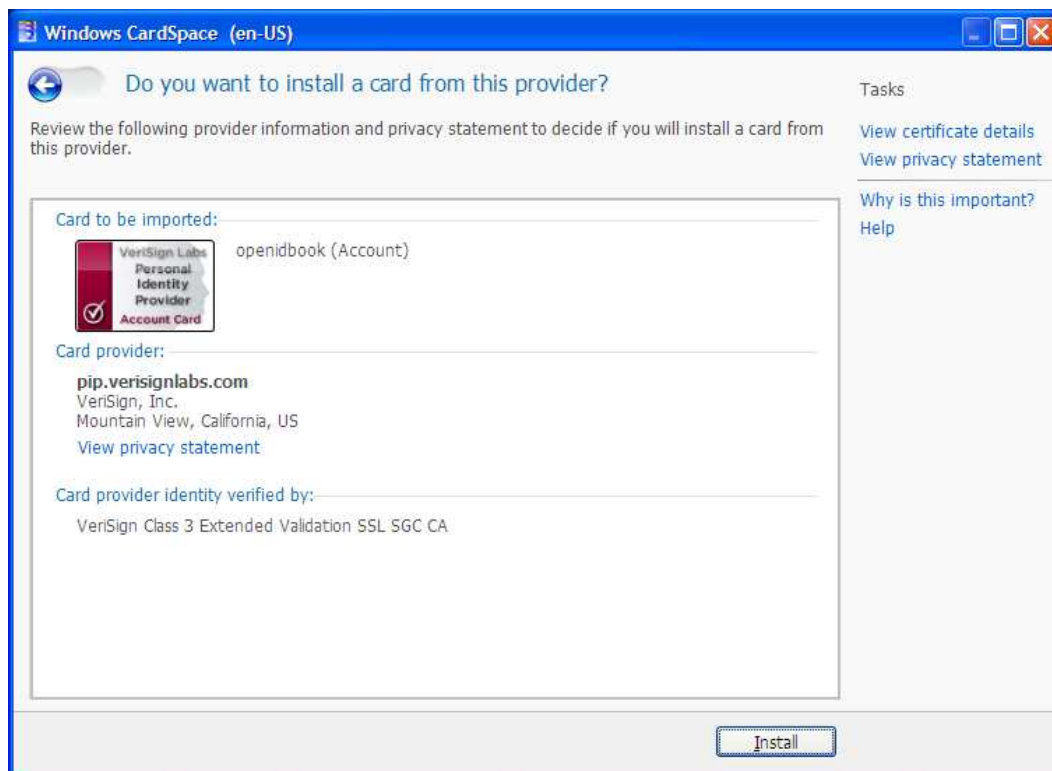 Windows CardSpace (en-US)
Do you want to install a card from this provider?
Review the following provider information and privacy statement to decide if you will install a card from
this provider.
Card to be imported:
VeriSign Labs
Personal
Identity
Provider
Account Card
openidbook (Account)
Card provider:
pip.verisignlabs.com
VeriSign, Inc.
Mountain View, California, US
View privacy statement
Card provider identity verified by:
VeriSign Class 3 Extended Validation SSL SGC CA
Tasks
View certificate details
View privacy statement
Why is this important?
Help
Install